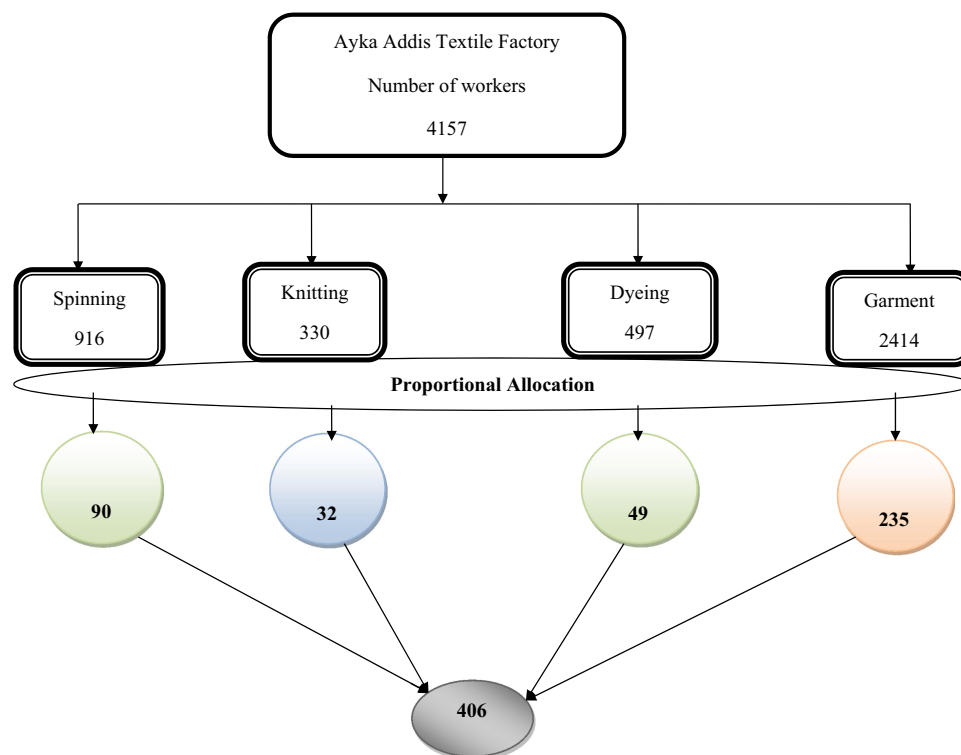 Ayka Addis Textile Factory
Number of workers
4157
Spinning
916
Knitting
330
Dyeing
497
Garment
2414
Proportional Allocation
90
32
49
235
406